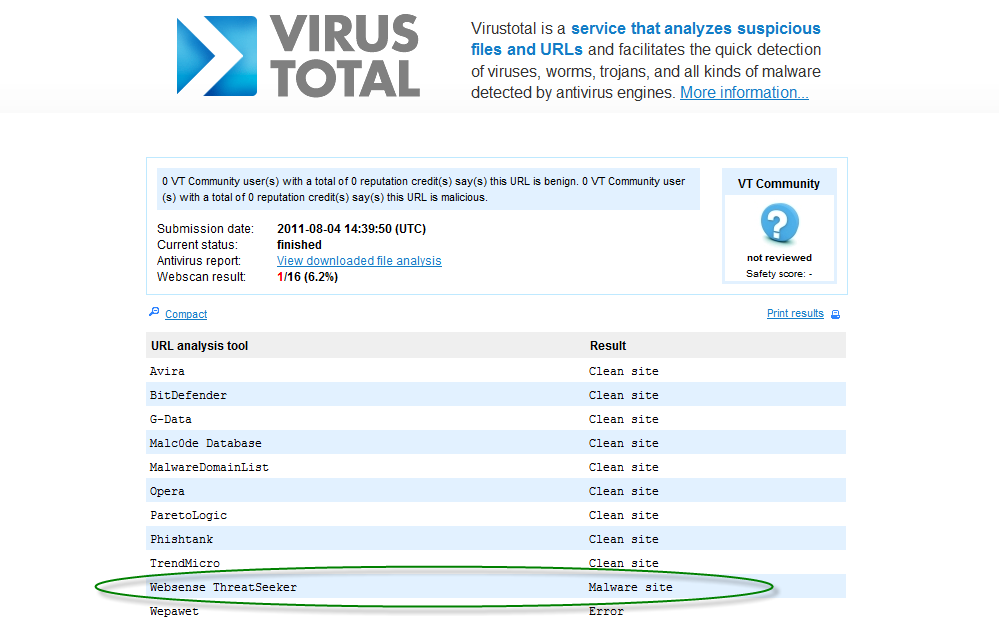 VIRUS
TOTAL
Virustotal is a service that analyzes suspicious
files and URLs and facilitates the quick detection
of viruses, worms, trojans, and all kinds of malware
detected by antivirus engines. More information...
0 VT Community user(s) with a total of 0 reputation credit(s) say(s) this URL is benign. 0 VT Community user
(s) with a total of 0 reputation credit(s) say(s) this URL is malicious.
Submission date: 2011-08-04 14:39:50 (UTC)
Current status: finished
Antivirus report: View downloaded file analysis
Webscan result: 1/16 (6.2%)
VT Community
?
not reviewed
Safety score: -
Compact
Print results
URL analysis tool Result
Avira Clean site
BitDefender Clean site
G-Data Clean site
Malc0de Database Clean site
MalwareDomainList Clean site
Opera Clean site
ParetoLogic Clean site
Phishtank Clean site
TrendMicro Clean site
Websense ThreatSeeker Malware site
Wepawet Error